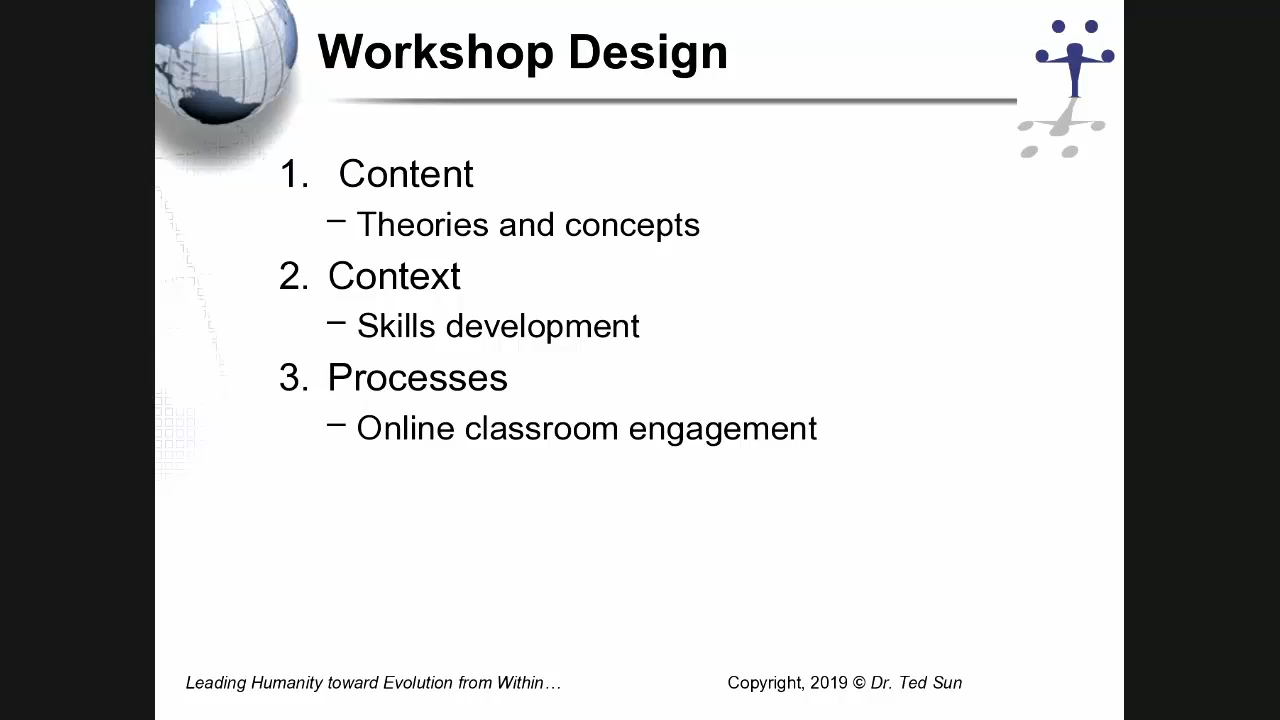 Workshop Design
1. Content
– Theories and concepts
2. Context
– Skills development
3. Processes
– Online classroom engagement
Leading Humanity toward Evolution from Within…
Copyright, 2019 © Dr. Ted Sun